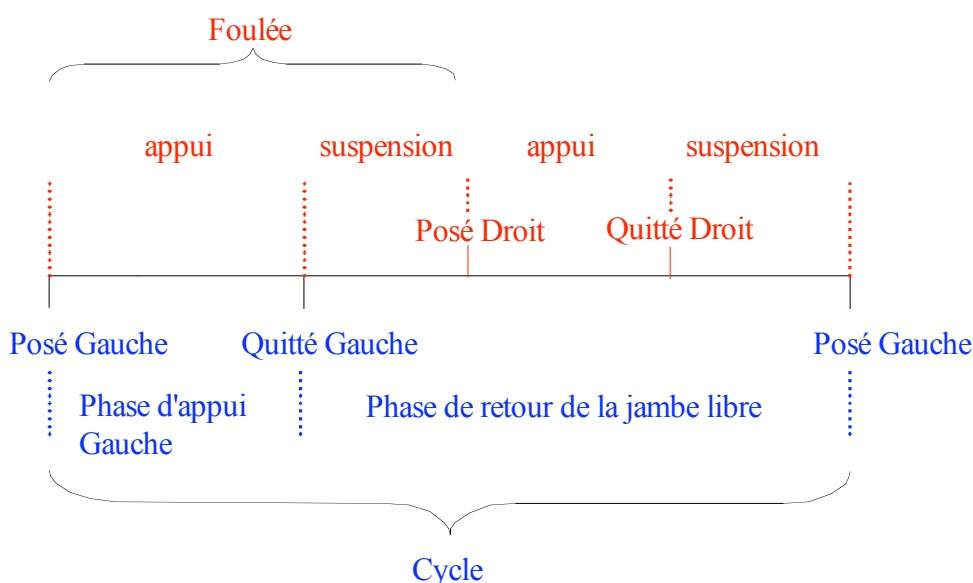 Foulée
appui suspension appui suspension
Posé Droit Quitté Droit
Posé Gauche Quitté Gauche Posé Gauche
Phase d'appui
Gauche
Phase de retour de la jambe libre
Cycle